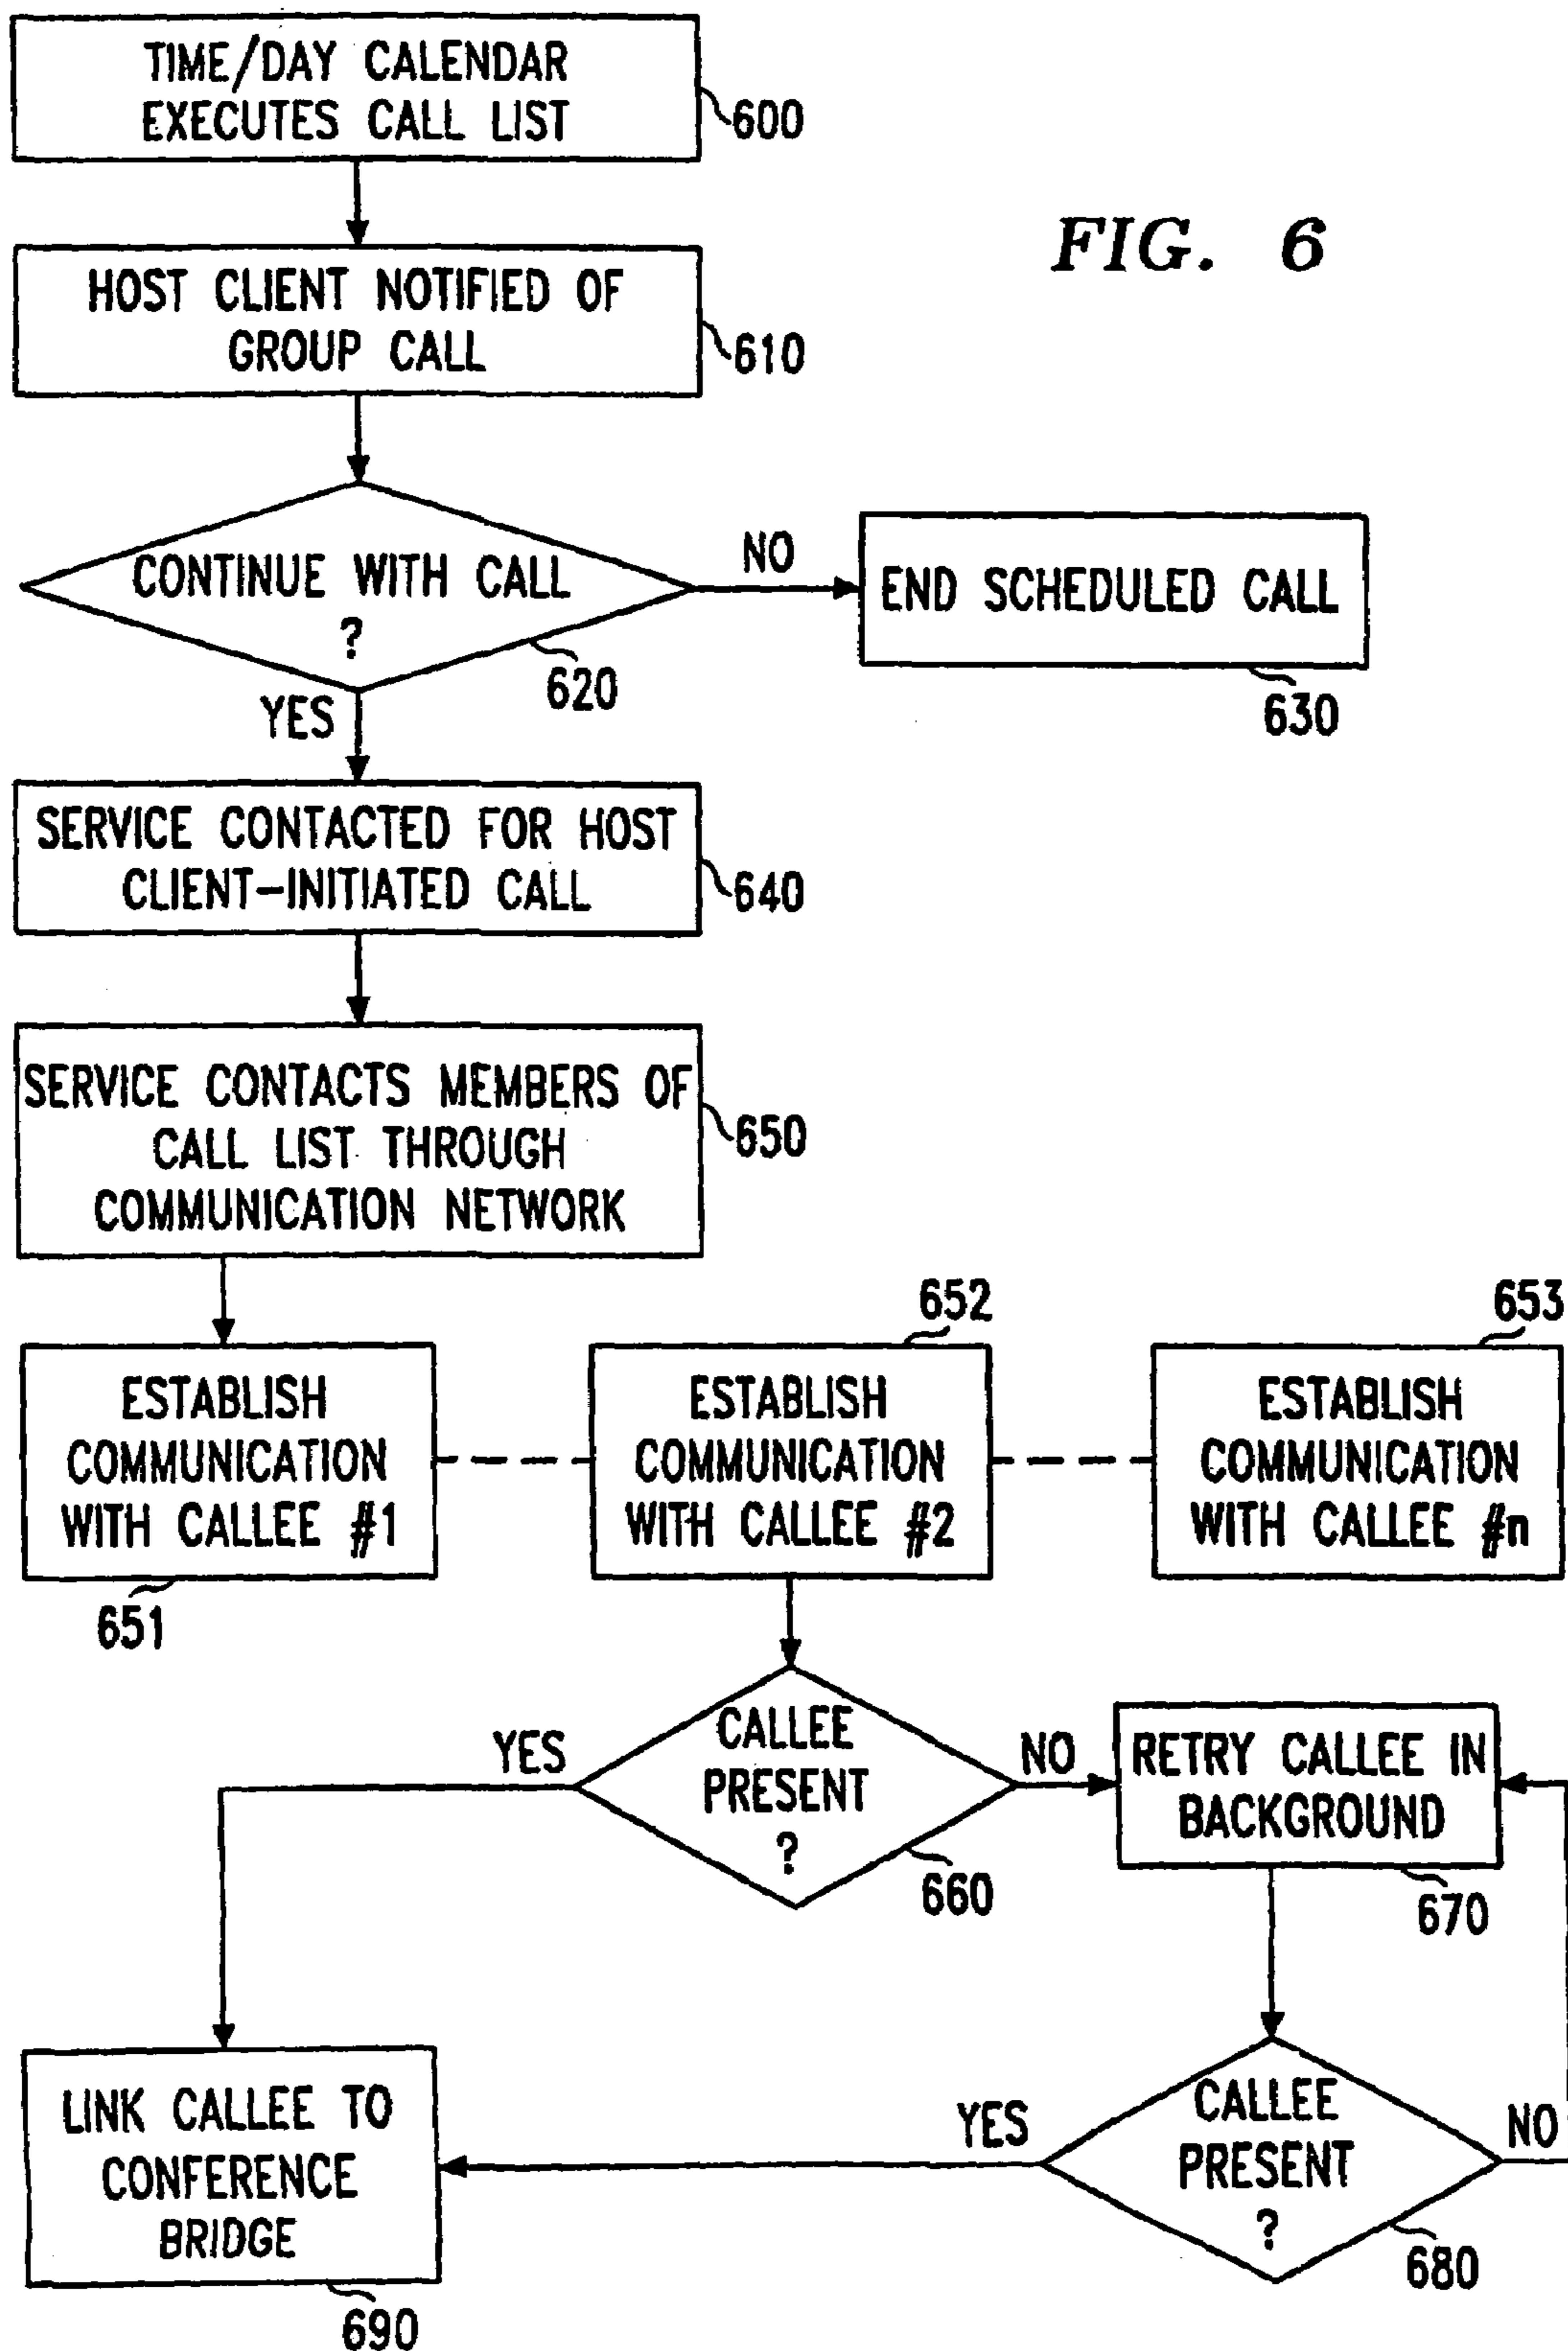 TIME/DAY CALENDAR
EXECUTES CALL LIST
600
FIG. 6
HOST CLIENT NOTIFIED OF
GROUP CALL
610
CONTINUE WITH CALL
?
620
NO
END SCHEDULED CALL
630
YES
SERVICE CONTACTED FOR HOST
CLIENT-INITIATED CALL
640
SERVICE CONTACTS MEMBERS OF
CALL LIST THROUGH
COMMUNICATION NETWORK
650
ESTABLISH
COMMUNICATION
WITH CALLEE #1
651
652
ESTABLISH
COMMUNICATION
WITH CALLEE #2
653
ESTABLISH
COMMUNICATION
WITH CALLEE #n
YES
CALLEE
PRESENT
?
660
NO
RETRY CALLEE IN
BACKGROUND
670
LINK CALLEE TO
CONFERENCE
BRIDGE
690
YES
CALLEE
PRESENT
?
680
NO